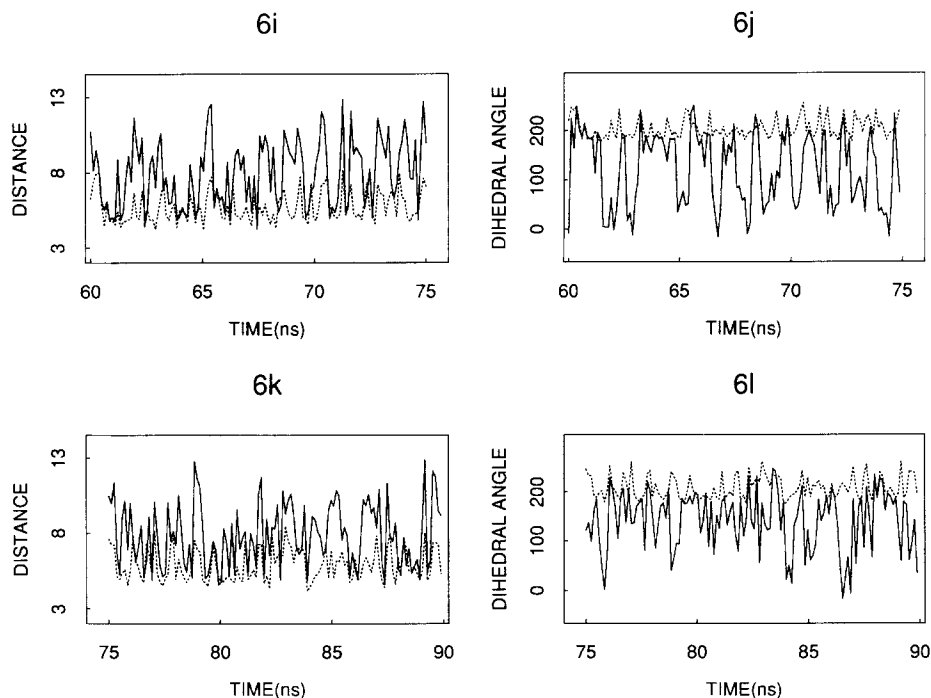 6i
DISTANCE
13
8
3
60
65
70
75
TIME(ns)
6j
DIHEDRAL ANGLE
200
100
0
60
65
70
75
TIME(ns)
6k
DISTANCE
13
8
3
75
80
85
90
TIME(ns)
6l
DIHEDRAL ANGLE
200
100
0
75
80
85
90
TIME(ns)